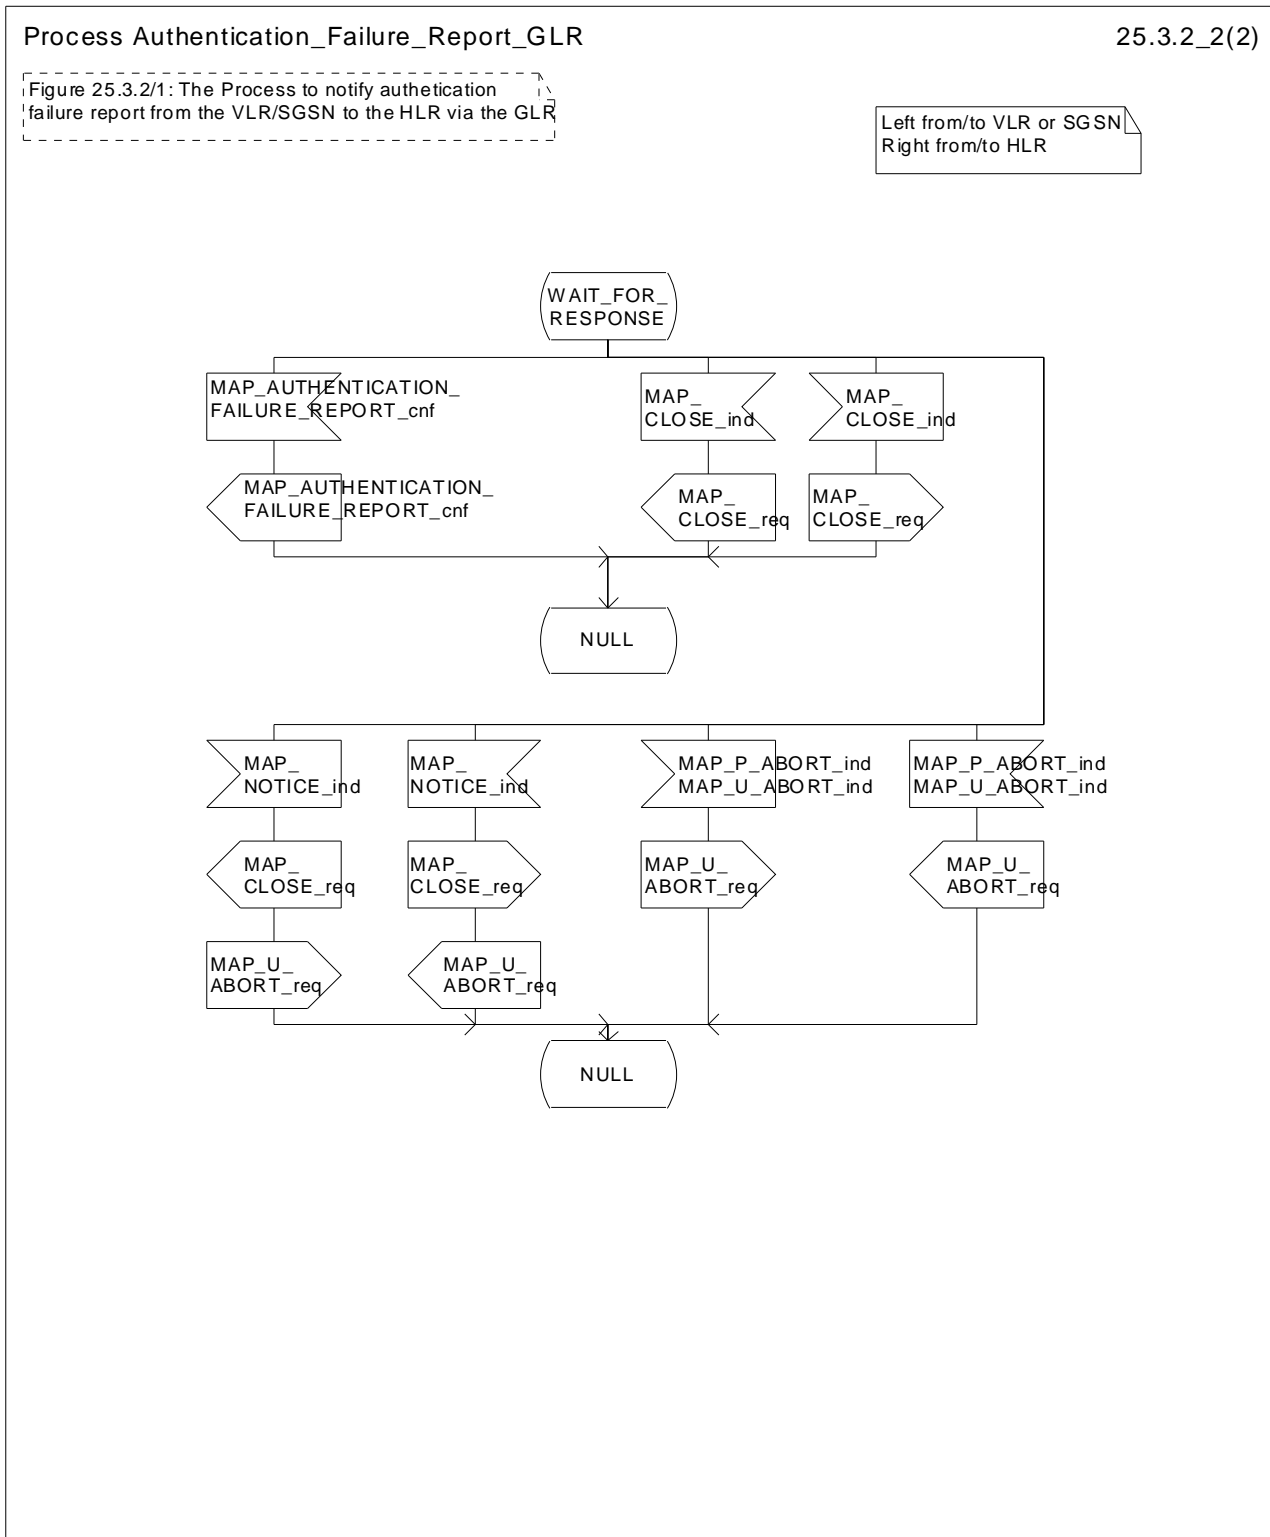 Process Authentication_Failure_Report_GLR
25.3.2_2(2)
Figure 25.3.2/1: The Process to notify authetication
failure report from the VLR/SGSN to the HLR via the GLR
Left from/to VLR or SGSN
Right from/to HLR
WAIT_FOR_
RESPONSE
MAP_AUTHENTICATION_
FAILURE_REPORT_cnf
MAP_
CLOSE_ind
MAP_
CLOSE_ind
MAP_AUTHENTICATION_
FAILURE_REPORT_cnf
MAP_
CLOSE_req
MAP_
CLOSE_req
NULL
MAP_
NOTICE_ind
MAP_
NOTICE_ind
MAP_P_ABORT_ind
MAP_U_ABORT_ind
MAP_P_ABORT_ind
MAP_U_ABORT_ind
MAP_
CLOSE_req
MAP_
CLOSE_req
MAP_U_
ABORT_req
MAP_U_
ABORT_req
MAP_U_
ABORT_req
MAP_U_
ABORT_req
NULL